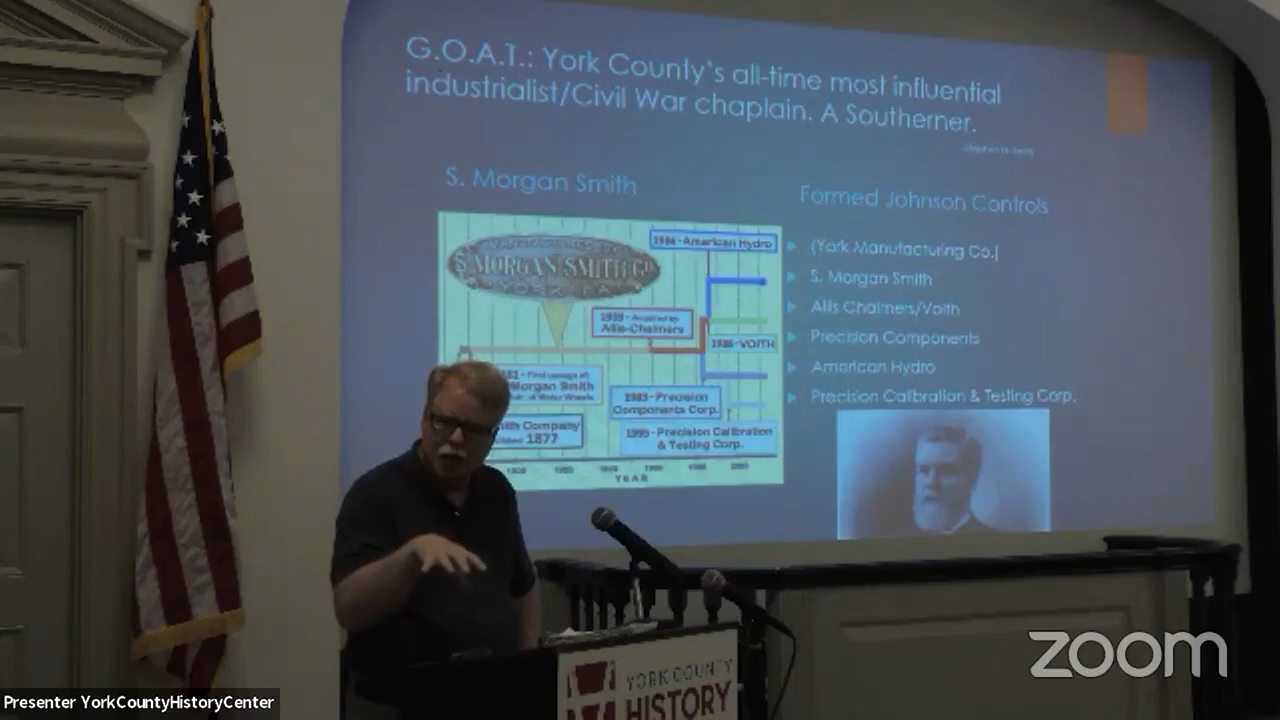 G.O.A.T.: York County's all-time most influential
industrialist/Civil War chaplain. A Southerner.
S. Morgan Smith
Formed Johnson Controls
MANUFACTURED BY
S. MORGAN SMITH CO
YORK, PA.
1986 - American Hydro
1959 - Acquired by
Allis-Chalmers
1986 - VOITH
Morgan Smith
1983 - Precision
Components Corp.
Smith Company
1877
1995 - Precision Calibration
& Testing Corp.
YEAR
(York Manufacturing Co.)
S. Morgan Smith
Allis Chalmers/Voith
Precision Components
American Hydro
Precision Calibration & Testing Corp.
YORK COUNTY
HISTORY
zoom
Presenter YorkCountyHistoryCenter